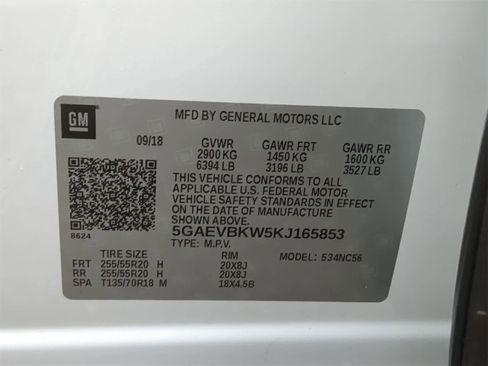 GM
MFD BY GENERAL MOTORS LLC
09/18 GVWR GAWR FRT GAWR RR
2900 KG 1450 KG 1600 KG
6394 LB 3196 LB 3527 LB
THIS VEHICLE CONFORMS TO ALL
APPLICABLE U.S. FEDERAL MOTOR
VEHICLE SAFETY STANDARDS IN EFFECT
ON THE DATE OF MANUFACTURE
SHOWN ABOVE.
8624 5GAEVBKW5KJ165853
TYPE: M.P.V. MODEL: 534NC56
TIRE SIZE RIM
FRT 255/55R20 H 20X8J
RR 255/55R20 H 20X8J
SPA T135/70R18 M 18X4.5B